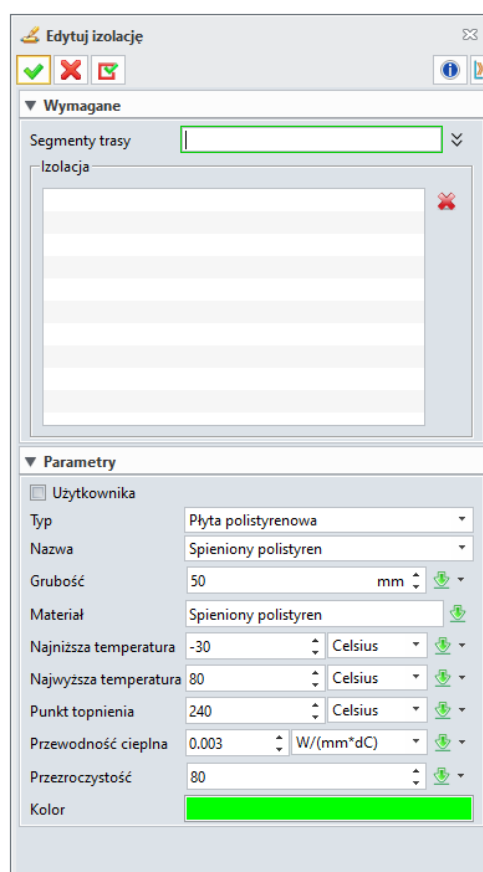 Edytuj izolację
Wymagane
Segmenty trasy
Izolacja
Parametry
Użytkownika
Typ Płyta polistyrenowa
Nazwa Spieniony polistyren
Grubość 50 mm
Materiał Spieniony polistyren
Najniższa temperatura -30 Celsius
Najwyższa temperatura 80 Celsius
Punkt topnienia 240 Celsius
Przewodność cieplna 0.003 W/(mm*dC)
Przezroczystość 80
Kolor